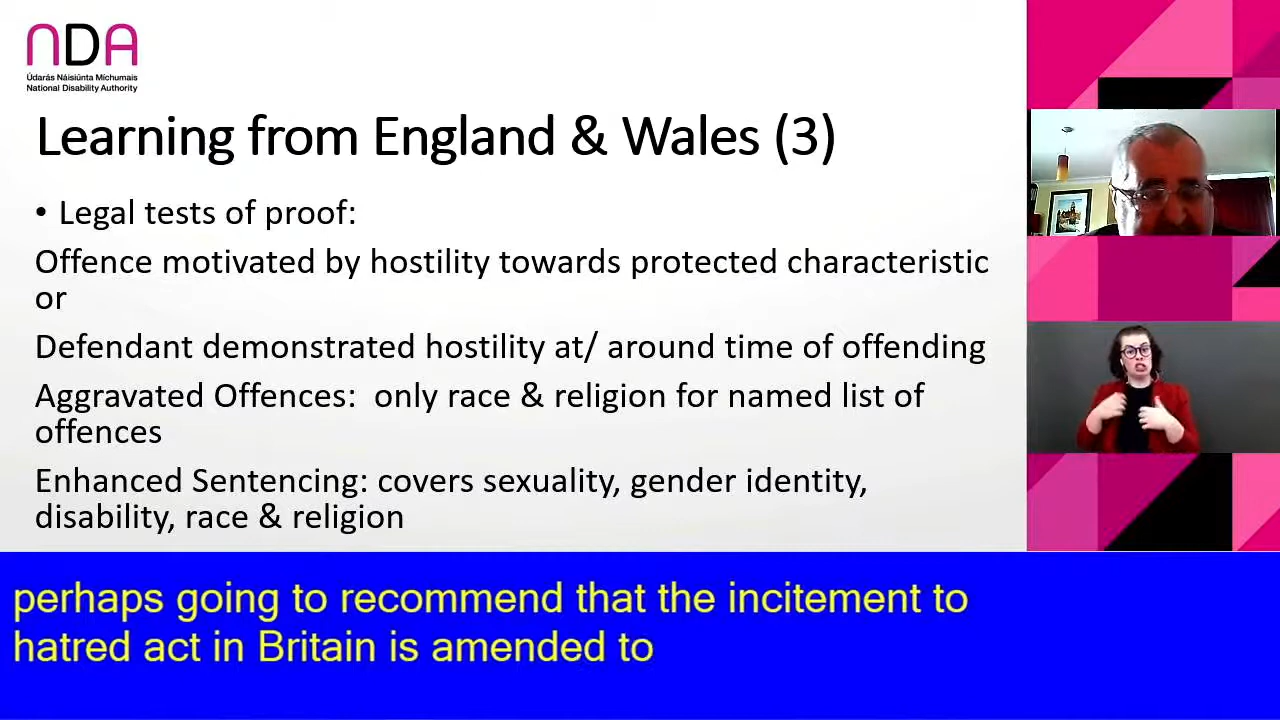 NDA
Údarás Náisiúnta Míchumais
National Disability Authority
Learning from England & Wales (3)
• Legal tests of proof:
Offence motivated by hostility towards protected characteristic
or
Defendant demonstrated hostility at/ around time of offending
Aggravated Offences:  only race & religion for named list of
offences
Enhanced Sentencing: covers sexuality, gender identity,
disability, race & religion
perhaps going to recommend that the incitement to
hatred act in Britain is amended to